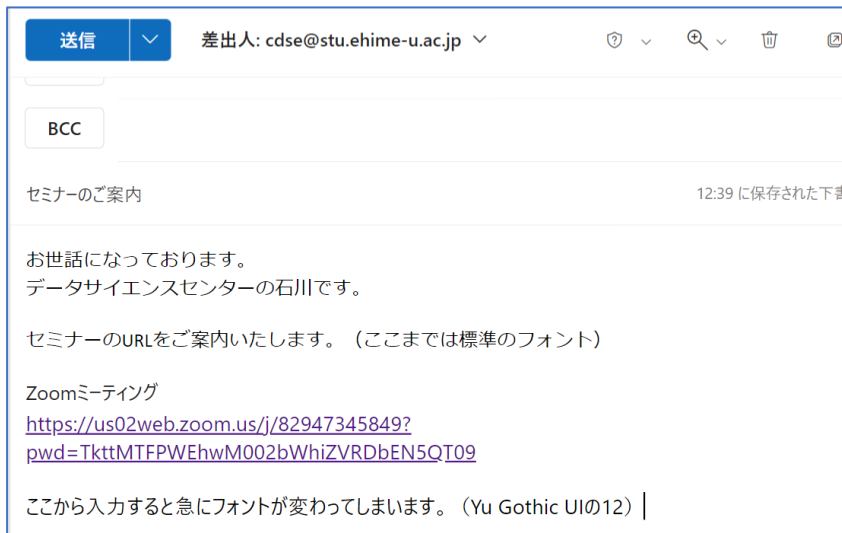 送信
差出人: cdse@stu.ehime-u.ac.jp
BCC
セミナーのご案内
12:39 に保存された下書
お世話になっております。
データサイエンスセンターの石川です。
セミナーのURLをご案内いたします。（ここまでは標準のフォント）
Zoomミーティング
https://us02web.zoom.us/j/82947345849?
pwd=TkttMTFPWEhwM002bWhiZVRDbEN5QT09
ここから入力すると急にフォントが変わってしまいます。（Yu Gothic UIの12）